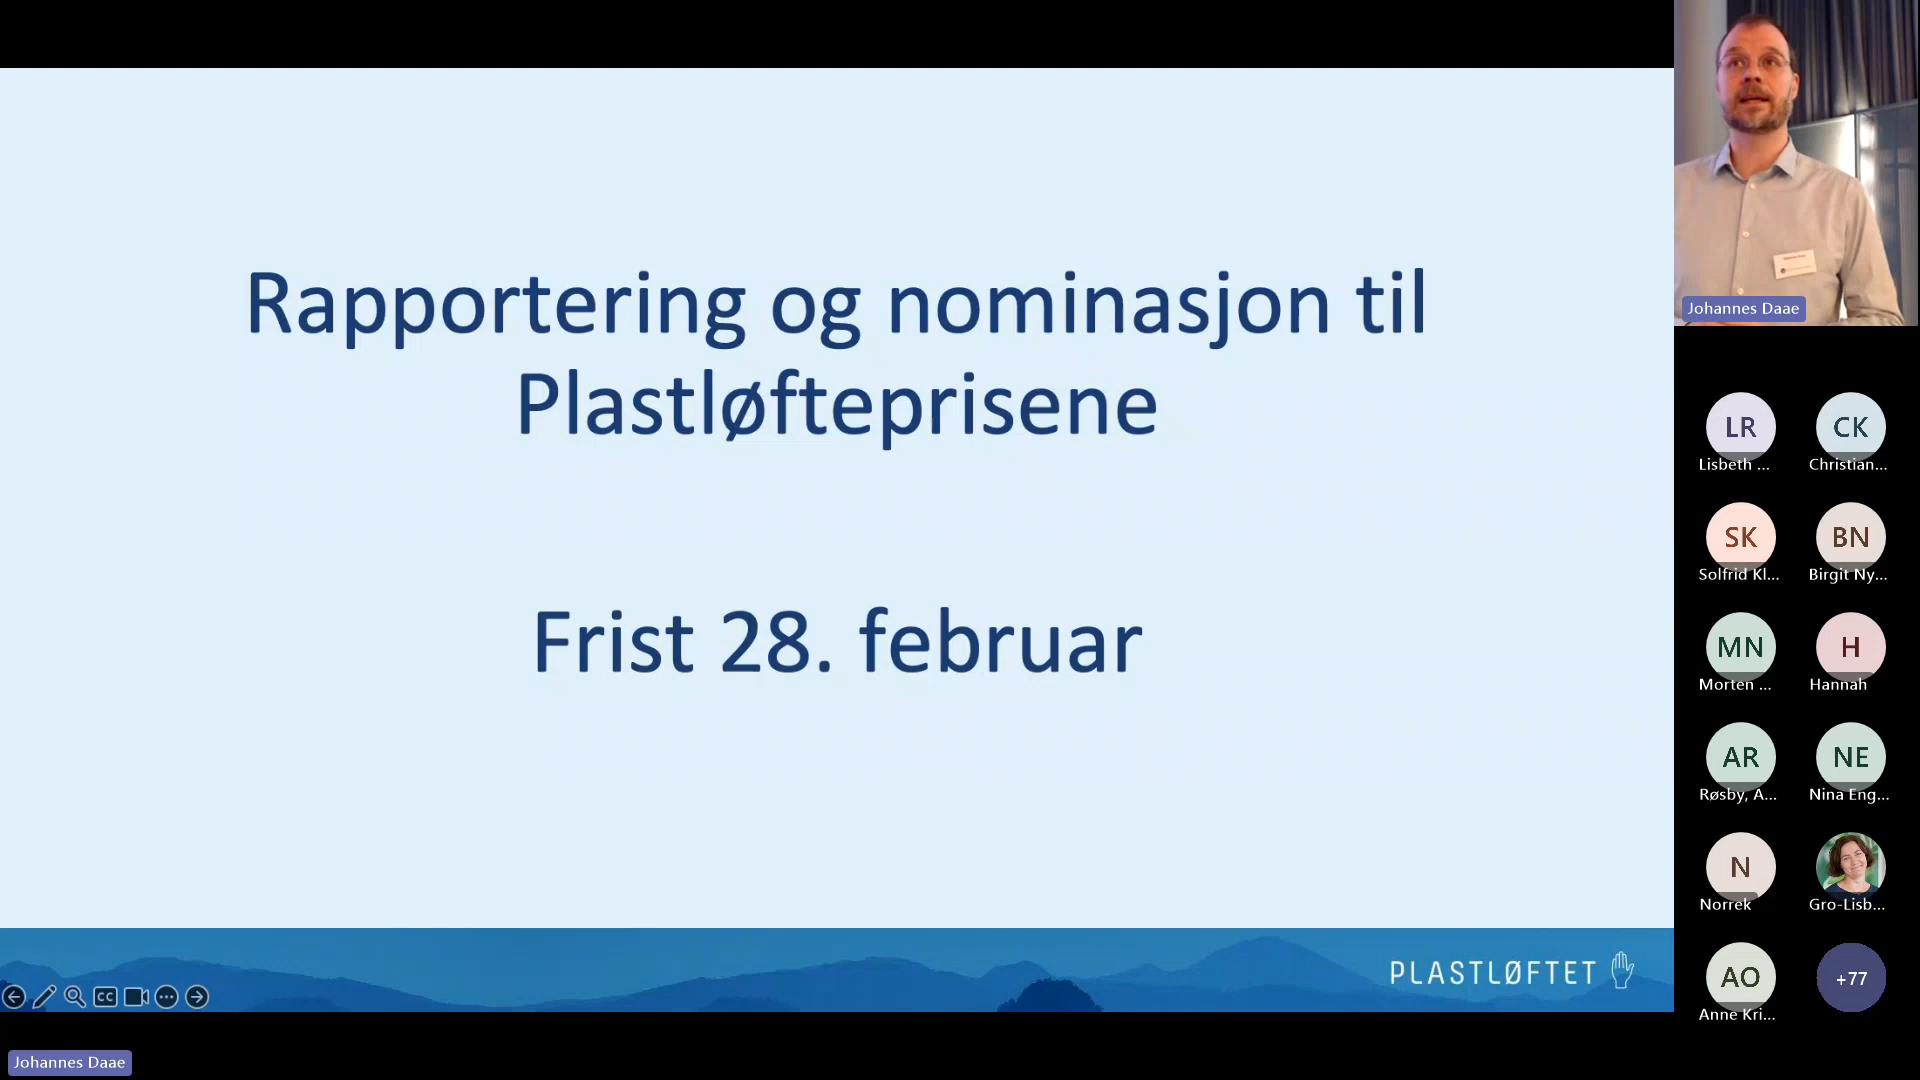 Rapportering og nominasjon til
Plastløfteprisene
Frist 28. februar
PLASTLØFTET
CC
Johannes Daae
Johannes Daae
LR
CK
Lisbeth ...
Christian...
SK
BN
Solfrid Kl...
Birgit Ny...
MN
H
Morten ...
Hannah
AR
NE
Røsby, A...
Nina Eng...
N
Norrek
Gro-Lisb...
AO
+77
Anne Kri...